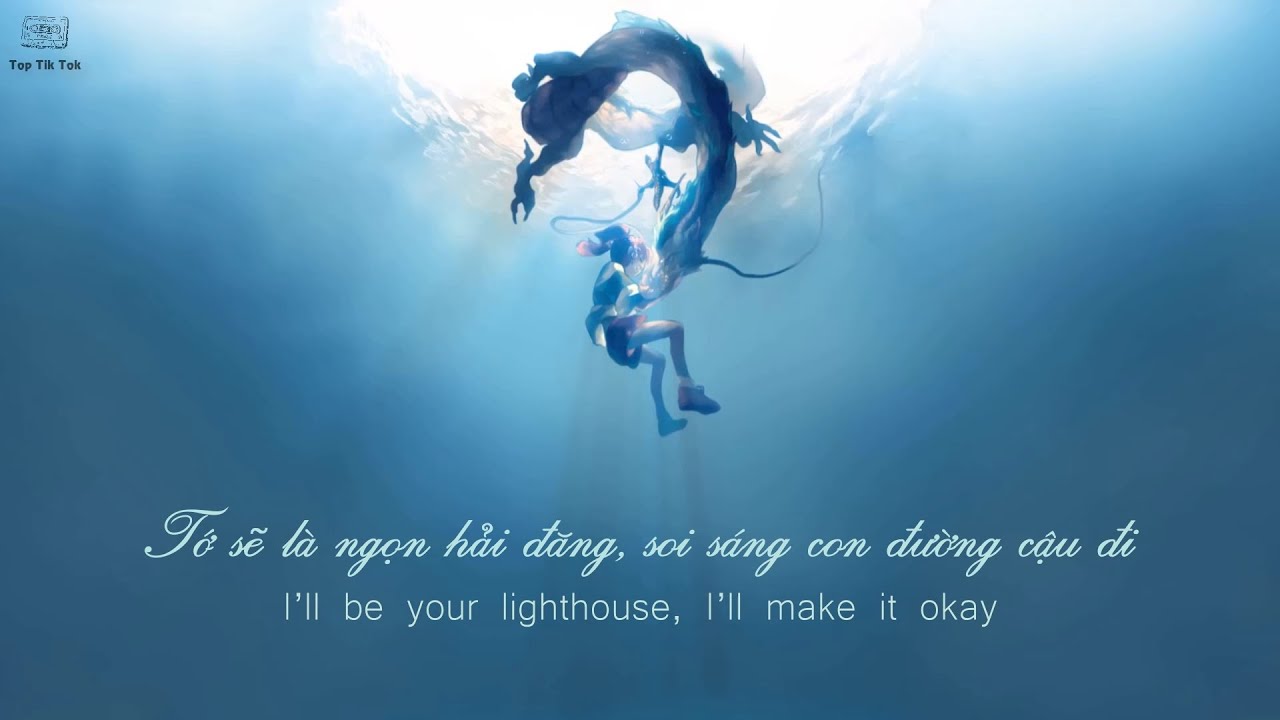 Top Tik Tok
Tớ sẽ là ngọn hải đăng, soi sáng con đường cậu đi
I'll be your lighthouse, I'll make it okay